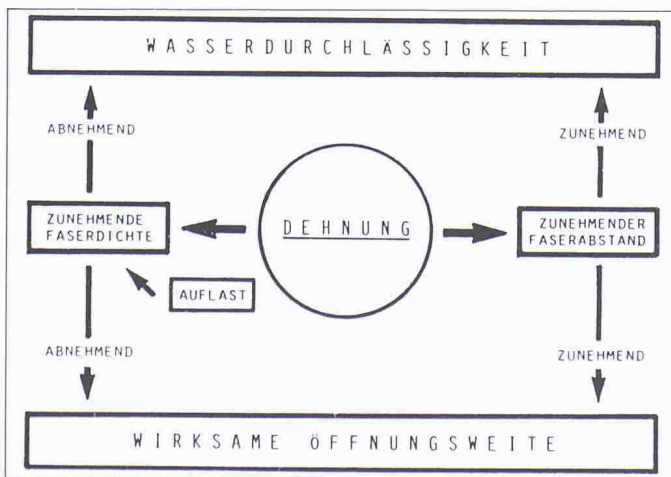 WASSERDURCHLÄSSIGKEIT
ABNEHMEND
ZUNEHMEND
ZUNEHMENDE
FASERDICHTE
DEHNUNG
ZUNEHMENDER
FASERABSTAND
AUFLAST
ABNEHMEND
ZUNEHMEND
WIRKSAME ÖFFNUNGSWEITE